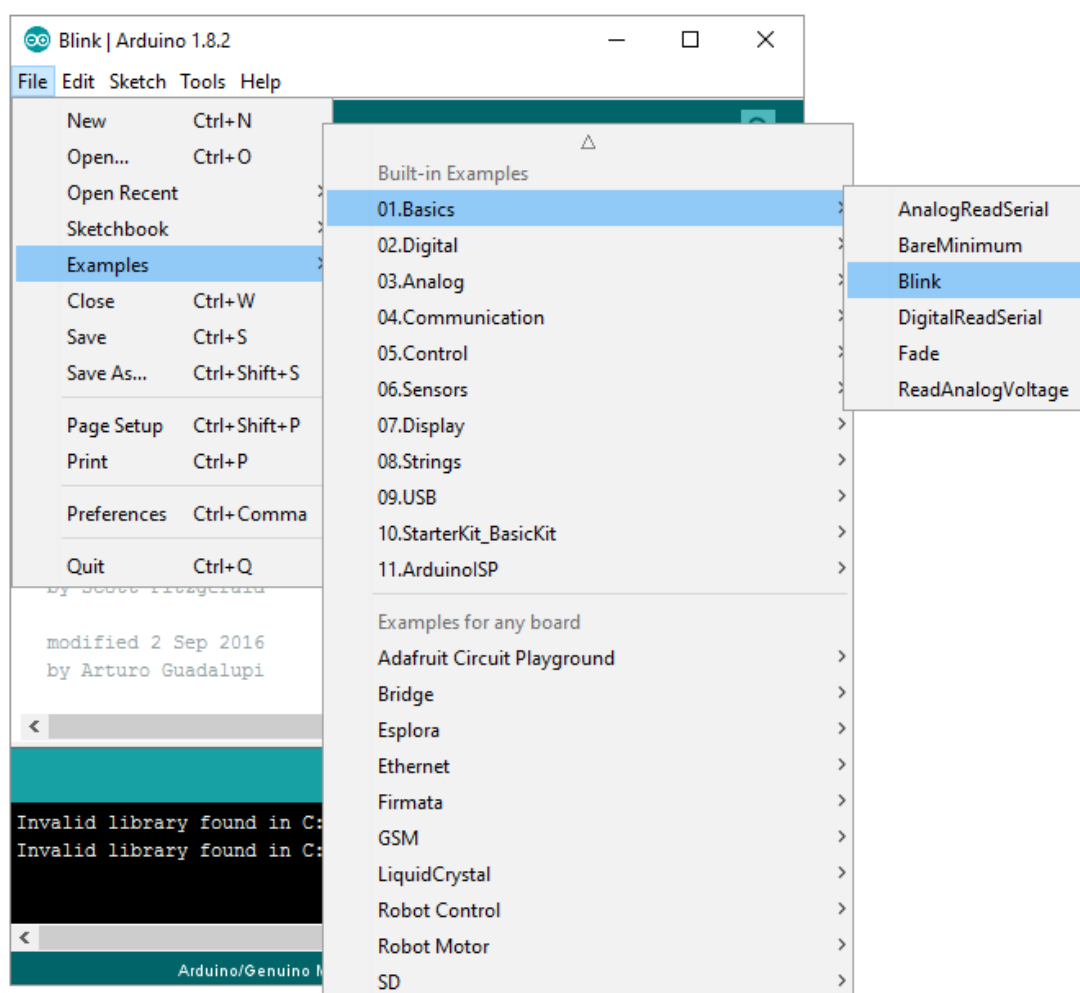 Blink | Arduino 1.8.2
File Edit Sketch Tools Help
New Ctrl+N
Open... Ctrl+O
Open Recent
Sketchbook
Examples
Close Ctrl+W
Save Ctrl+S
Save As... Ctrl+Shift+S
Page Setup Ctrl+Shift+P
Print Ctrl+P
Preferences Ctrl+Comma
Quit Ctrl+Q
Built-in Examples
01.Basics
02.Digital
03.Analog
04.Communication
05.Control
06.Sensors
07.Display
08.Strings
09.USB
10.StarterKit_BasicKit
11.ArduinoISP
Examples for any board
Adafruit Circuit Playground
Bridge
Esplora
Ethernet
Firmata
GSM
LiquidCrystal
Robot Control
Robot Motor
SD
AnalogReadSerial
BareMinimum
Blink
DigitalReadSerial
Fade
ReadAnalogVoltage
by Scott Fitzgerald
modified 2 Sep 2016
by Arturo Guadalupi
Invalid library found in C:
Invalid library found in C:
Arduino/Genuino